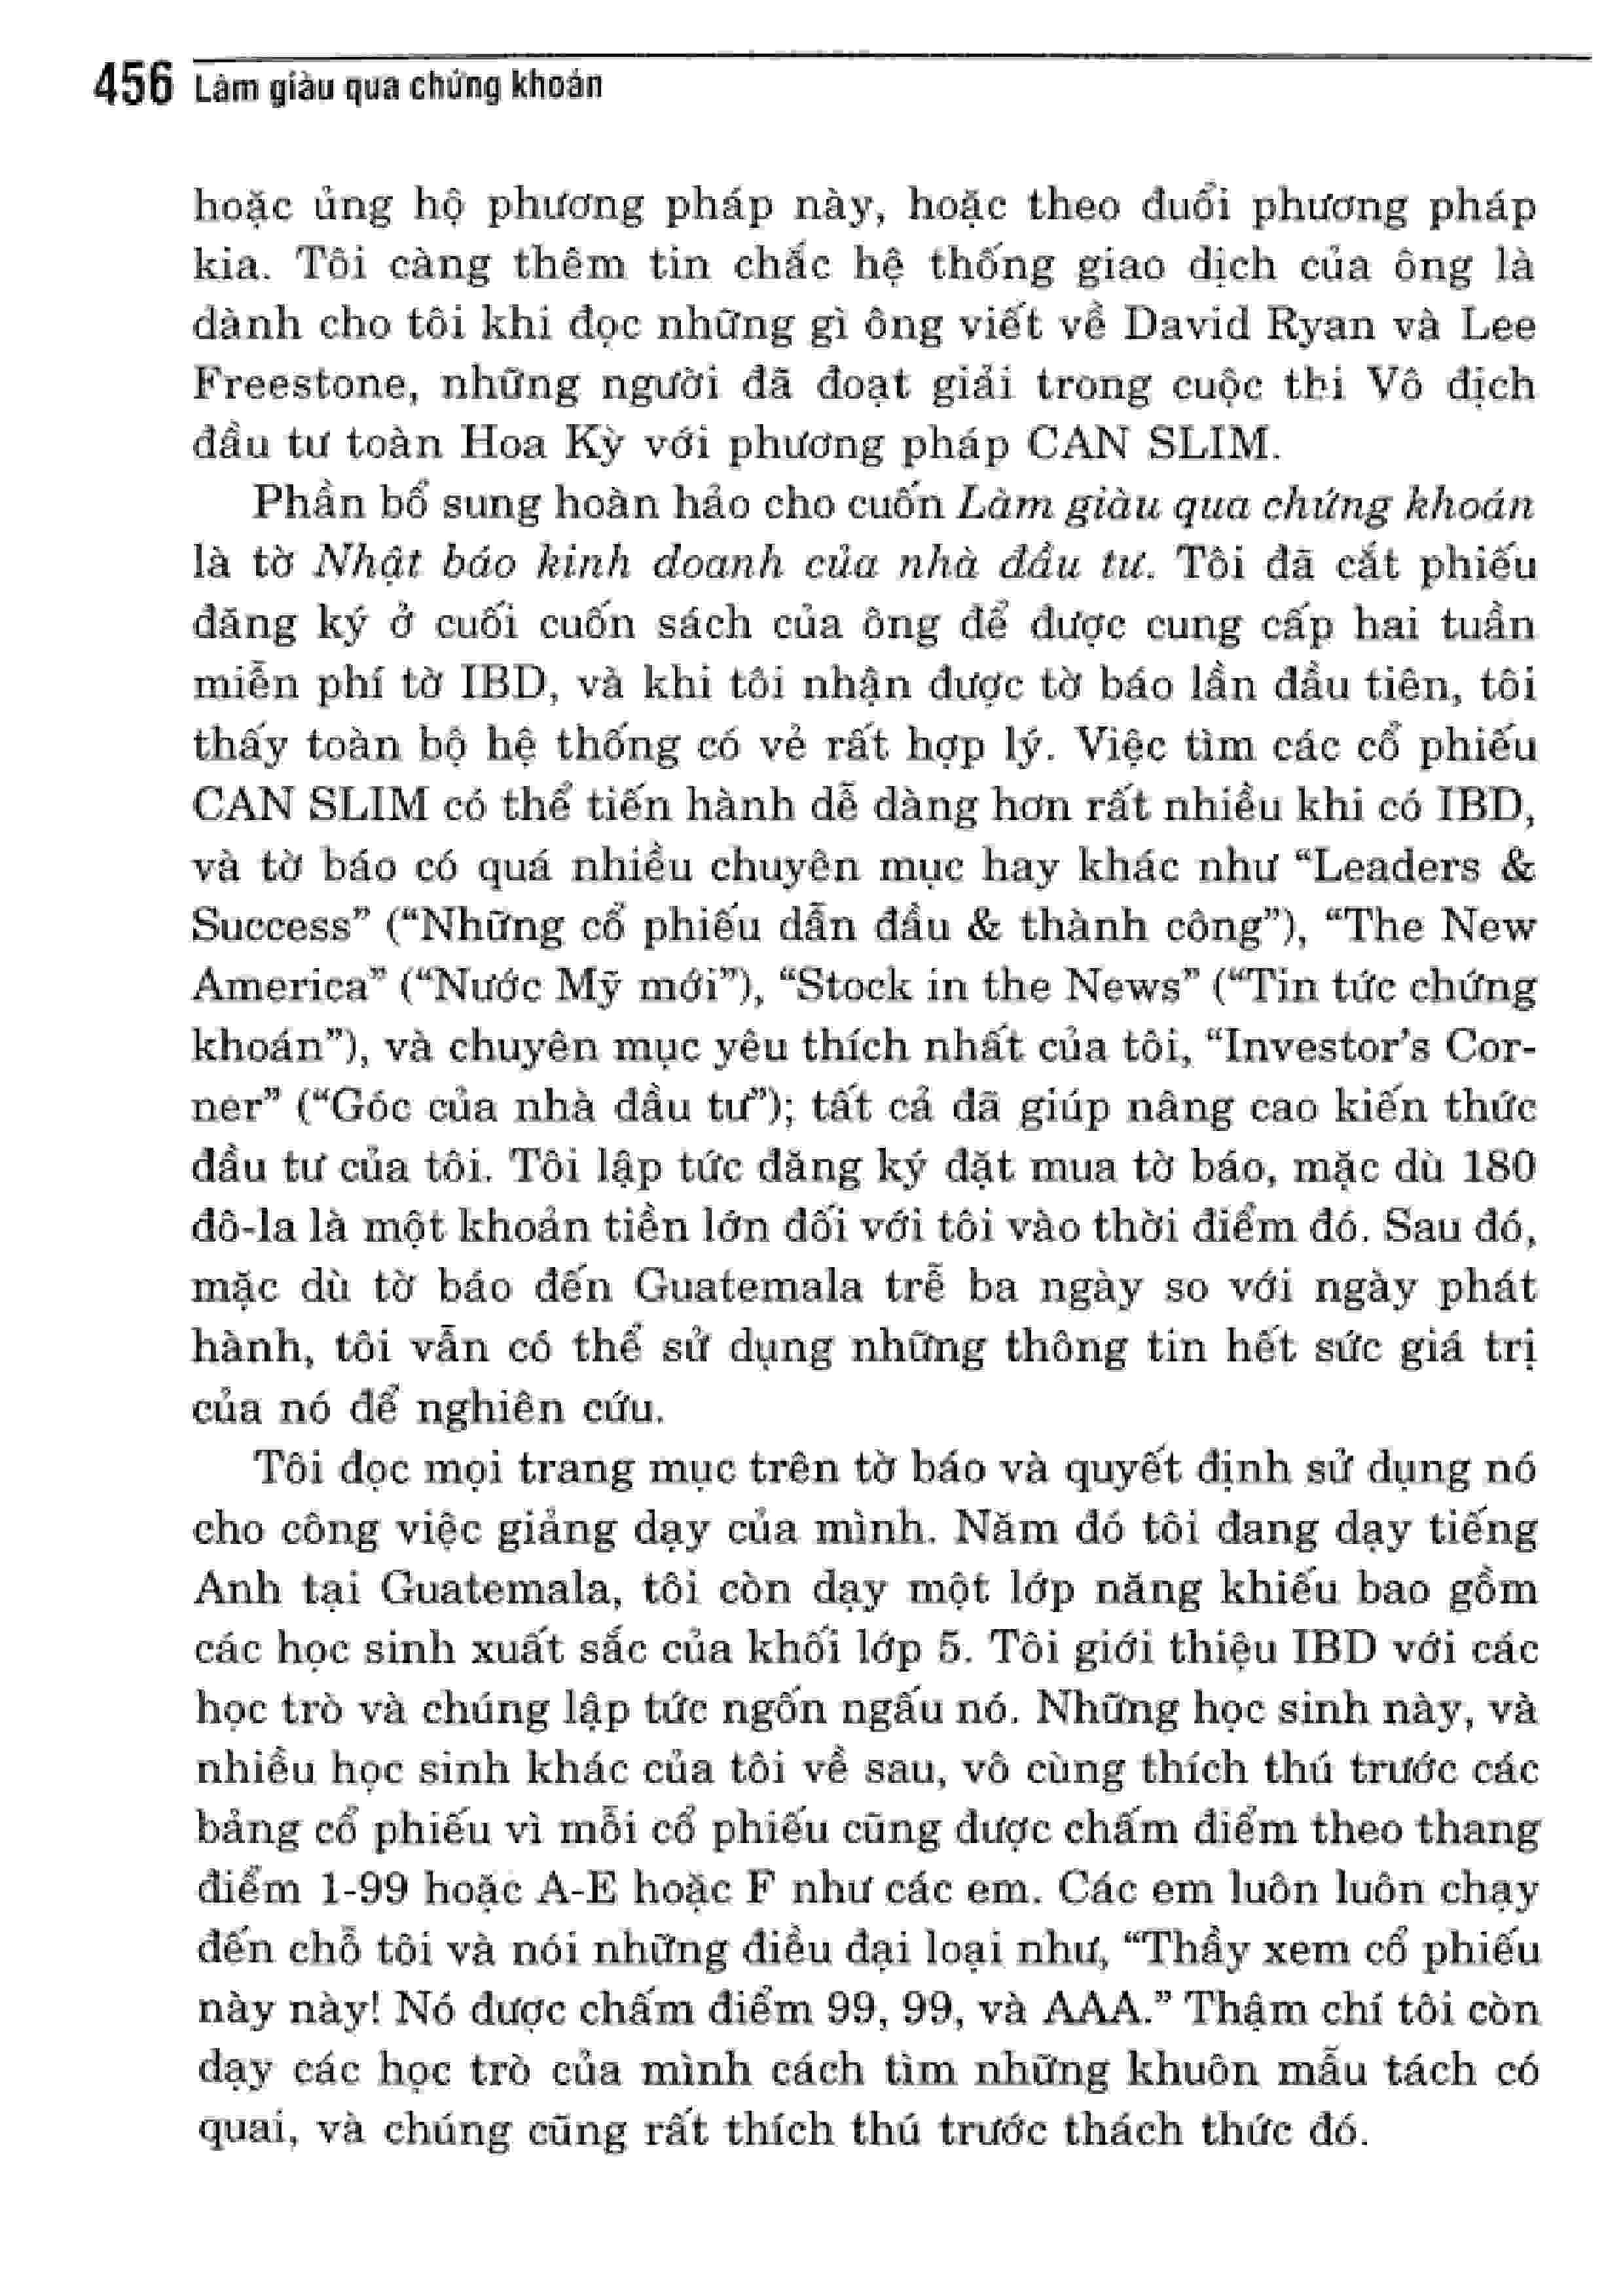 456 Làm giàu qua chứng khoán
hoặc ủng hộ phương pháp này, hoặc theo đuổi phương pháp
kia. Tôi càng thêm tin chắc hệ thống giao dịch của ông là
dành cho tôi khi đọc những gì ông viết về David Ryan và Lee
Freestone, những người đã đoạt giải trong cuộc thi Vô địch
đầu tư toàn Hoa Kỳ với phương pháp CAN SLIM.
Phần bổ sung hoàn hảo cho cuốn Làm giàu qua chứng khoán
là tờ Nhật báo kinh doanh của nhà đầu tư. Tôi đã cắt phiếu
đăng ký ở cuối cuốn sách của ông để được cung cấp hai tuần
miễn phí tờ IBD, và khi tôi nhận được tờ báo lần đầu tiên, tôi
thấy toàn bộ hệ thống có vẻ rất hợp lý. Việc tìm các cổ phiếu
CAN SLIM có thể tiến hành dễ dàng hơn rất nhiều khi có IBD,
và tờ báo có quá nhiều chuyên mục hay khác như “Leaders &
Success” (“Những cổ phiếu dẫn đầu & thành công”), “The New
America” (“Nước Mỹ mới”), “Stock in the News” (“Tin tức chứng
khoán”), và chuyên mục yêu thích nhất của tôi, “Investor’s Cor-
ner” (“Góc của nhà đầu tư”); tất cả đã giúp nâng cao kiến thức
đầu tư của tôi. Tôi lập tức đăng ký đặt mua tờ báo, mặc dù 180
đô-la là một khoản tiền lớn đối với tôi vào thời điểm đó. Sau đó,
mặc dù tờ báo đến Guatemala trễ ba ngày so với ngày phát
hành, tôi vẫn có thể sử dụng những thông tin hết sức giá trị
của nó để nghiên cứu.
Tôi đọc mọi trang mục trên tờ báo và quyết định sử dụng nó
cho công việc giảng dạy của mình. Năm đó tôi đang dạy tiếng
Anh tại Guatemala, tôi còn dạy một lớp năng khiếu bao gồm
các học sinh xuất sắc của khối lớp 5. Tôi giới thiệu IBD với các
học trò và chúng lập tức ngốn ngấu nó. Những học sinh này, và
nhiều học sinh khác của tôi về sau, vô cùng thích thú trước các
bảng cổ phiếu vì mỗi cổ phiếu cũng được chấm điểm theo thang
điểm 1-99 hoặc A-E hoặc F như các em. Các em luôn luôn chạy
đến chỗ tôi và nói những điều đại loại như, “Thầy xem cổ phiếu
này này! Nó được chấm điểm 99, 99, và AAA.” Thậm chí tôi còn
dạy các học trò của mình cách tìm những khuôn mẫu tách có
quai, và chúng cũng rất thích thú trước thách thức đó.